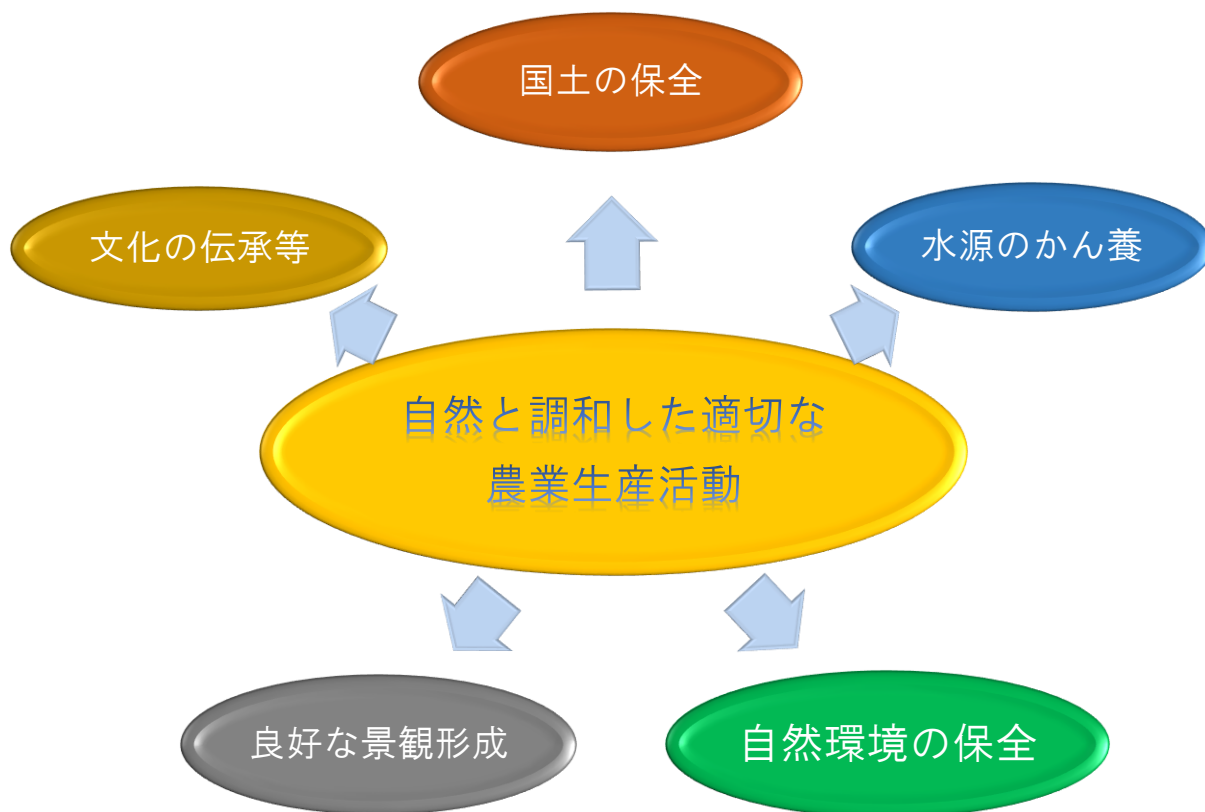 国土の保全
文化の伝承等
水源のかん養
自然と調和した適切な
農業生産活動
良好な景観形成
自然環境の保全